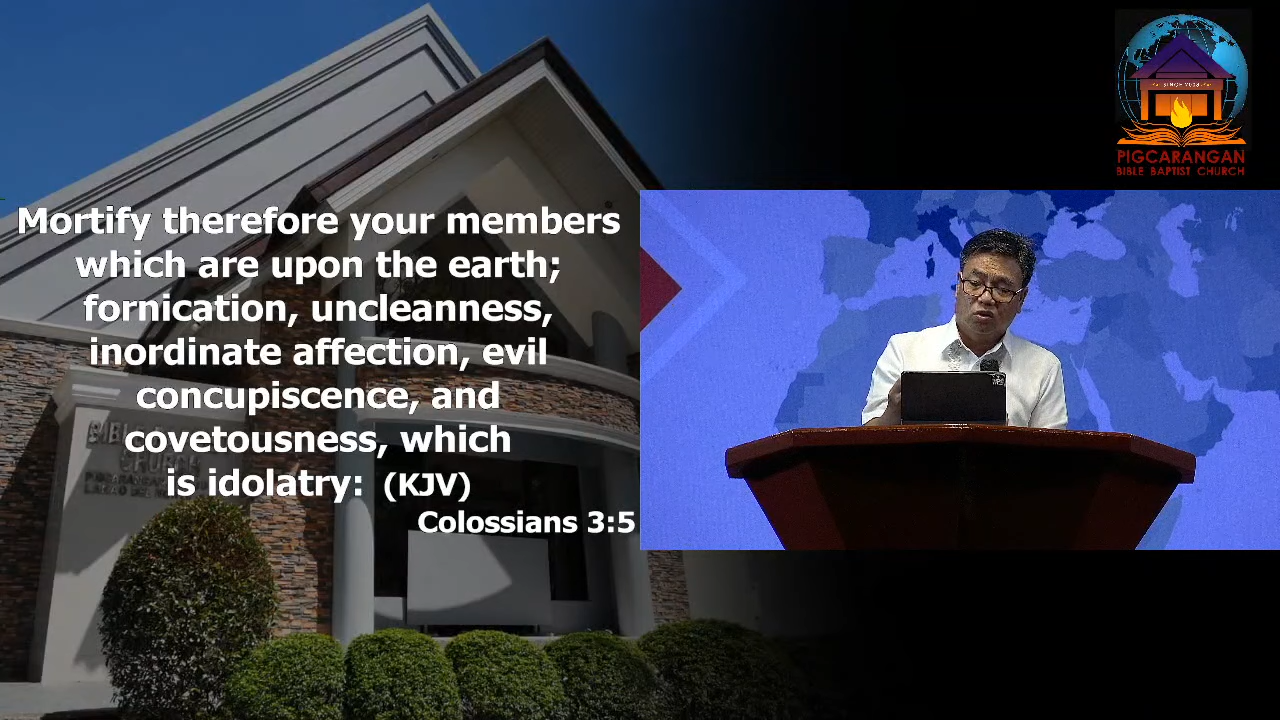 Mortify therefore your members
which are upon the earth;
fornication, uncleanness,
inordinate affection, evil
concupiscence, and
covetousness, which
is idolatry: (KJV)
Colossians 3:5
PIGCARANGAN
BIBLE BAPTIST CHURCH